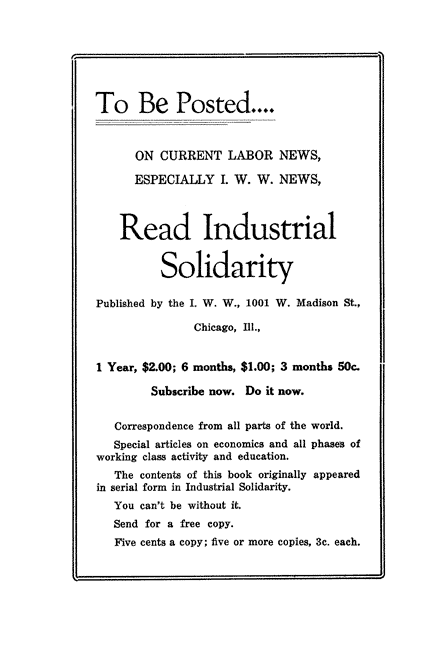 To Be Posted....
ON CURRENT LABOR NEWS,
ESPECIALLY I. W. W. NEWS,
Read Industrial
Solidarity
Published by the I. W. W., 1001 W. Madison St.,
Chicago, Ill.,
1 Year, $2.00; 6 months, $1.00; 3 months 50c.
Subscribe now. Do it now.
Correspondence from all parts of the world.
Special articles on economics and all phases of
working class activity and education.
The contents of this book originally appeared
in serial form in Industrial Solidarity.
You can't be without it.
Send for a free copy.
Five cents a copy; five or more copies, 3c. each.